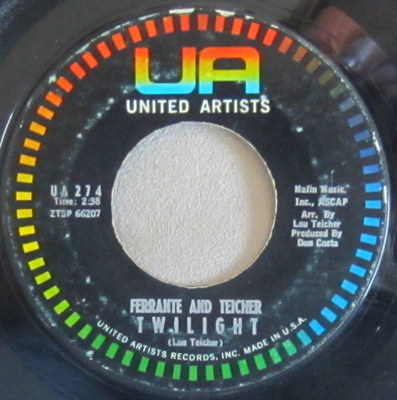 UA
UNITED ARTISTS
UA 274
Time: 2:38
ZTSP 66207
Mafin Music,
Inc., ASCAP
Arr. By
Lou Teicher
Produced By
Don Costa
FERRANTE AND TEICHER
TWILIGHT
(Lou Teicher)
UNITED ARTISTS RECORDS, INC. MADE IN U.S.A.